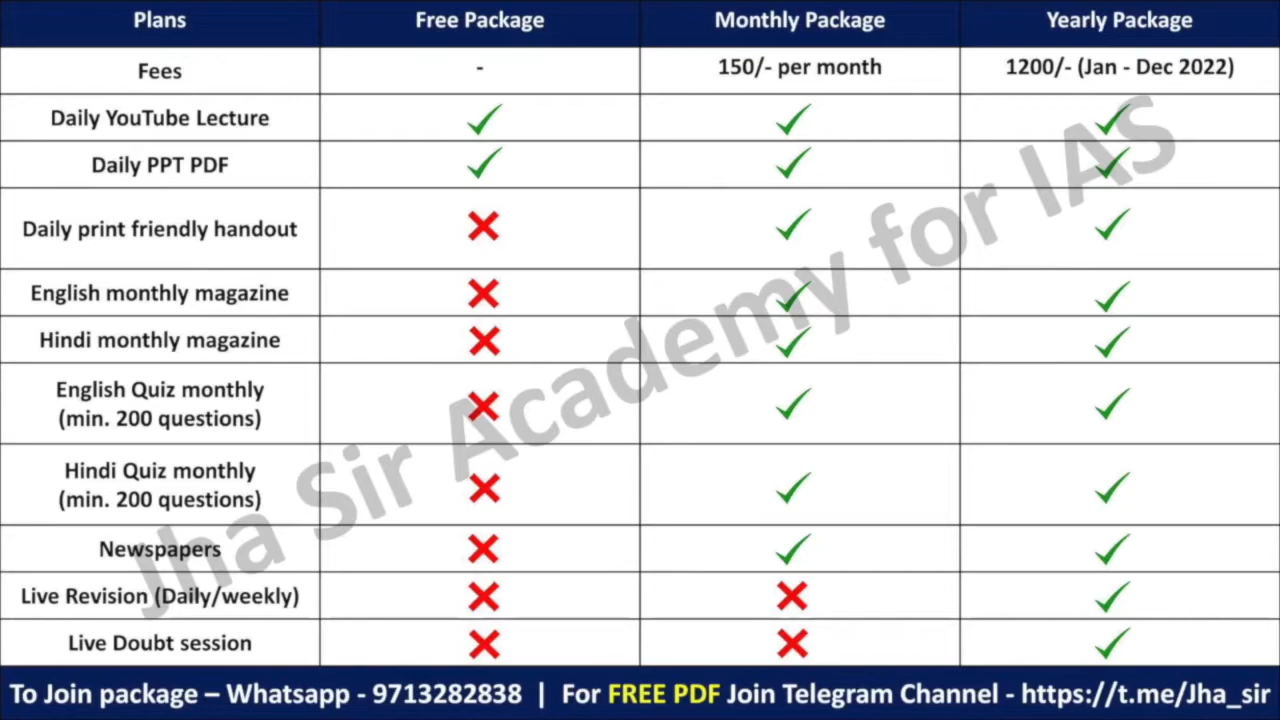 Plans Free Package Monthly Package Yearly Package
Fees - 150/- per month 1200/- (Jan - Dec 2022)
Daily YouTube Lecture
Daily PPT PDF
Daily print friendly handout
English monthly magazine
Hindi monthly magazine
English Quiz monthly
(min. 200 questions)
Hindi Quiz monthly
(min. 200 questions)
Newspapers
Live Revision (Daily/weekly)
Live Doubt session
To Join package – Whatsapp - 9713282838 | For FREE PDF Join Telegram Channel - https://t.me/Jha_sir
Jha Sir Academy for IAS